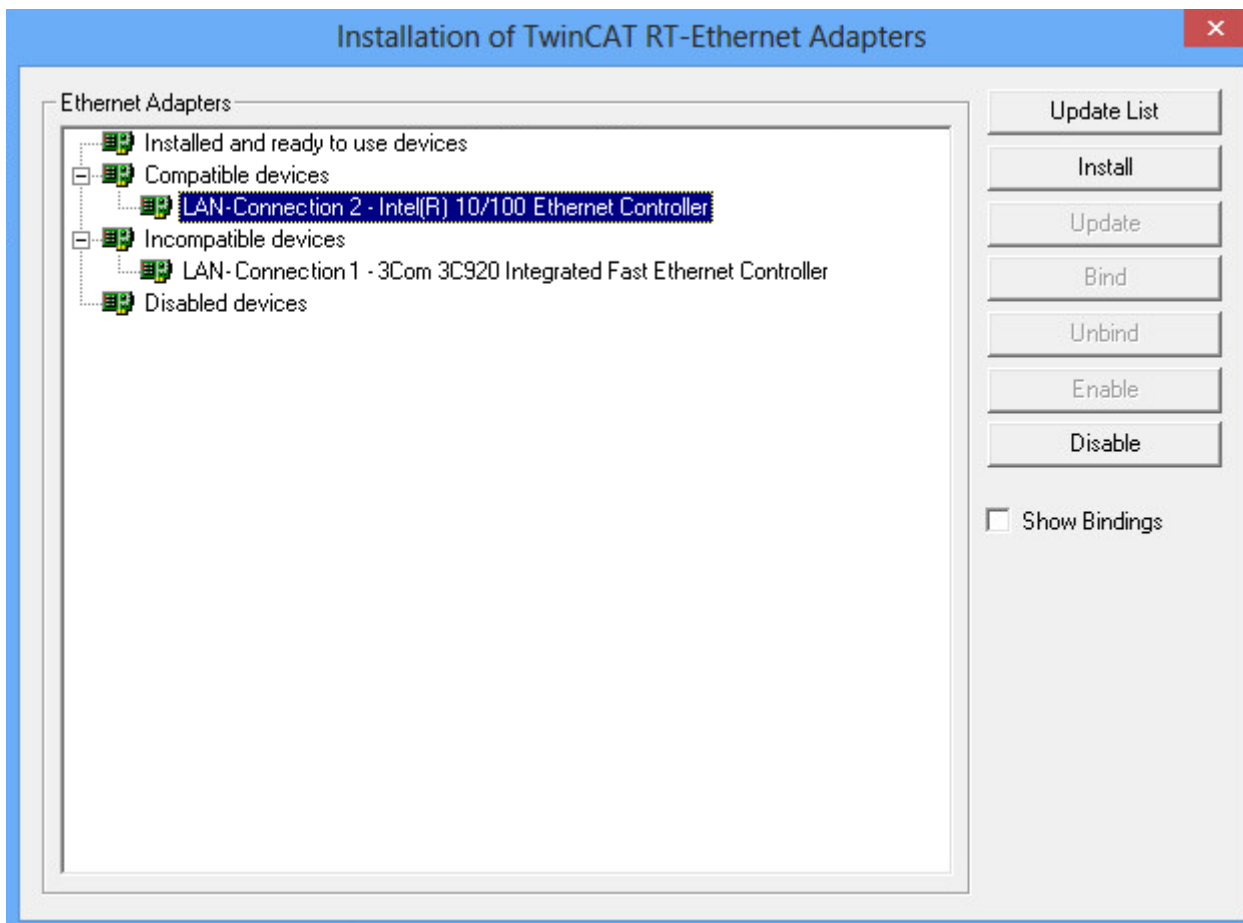 Installation of TwinCAT RT-Ethernet Adapters
Ethernet Adapters
Installed and ready to use devices
Compatible devices
LAN-Connection 2 - Intel(R) 10/100 Ethernet Controller
Incompatible devices
LAN- Connection 1 - 3Com 3C920 Integrated Fast Ethernet Controller
Disabled devices
Update List
Install
Update
Bind
Unbind
Enable
Disable
Show Bindings